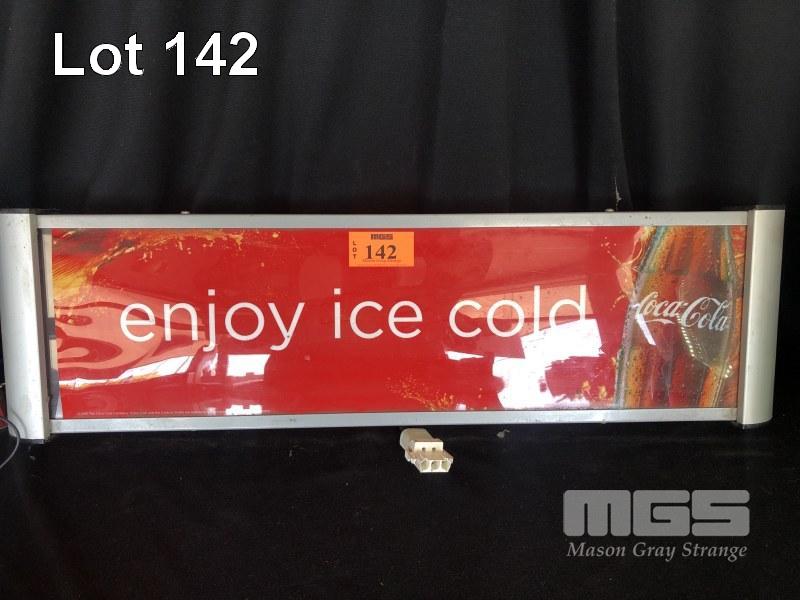 Lot 142
MGS
LOT
142
enjoy ice cold
Coca-Cola
MGS
Mason Gray Strange